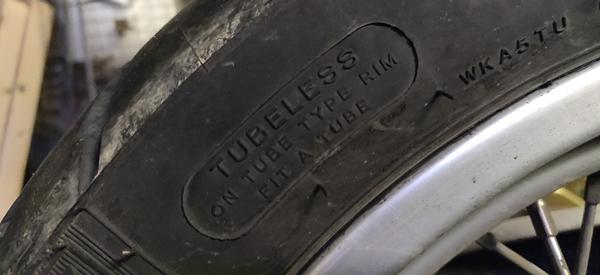 TUBELESS
ON TUBE TYPE RIM
FIT A TUBE
WKA5TU